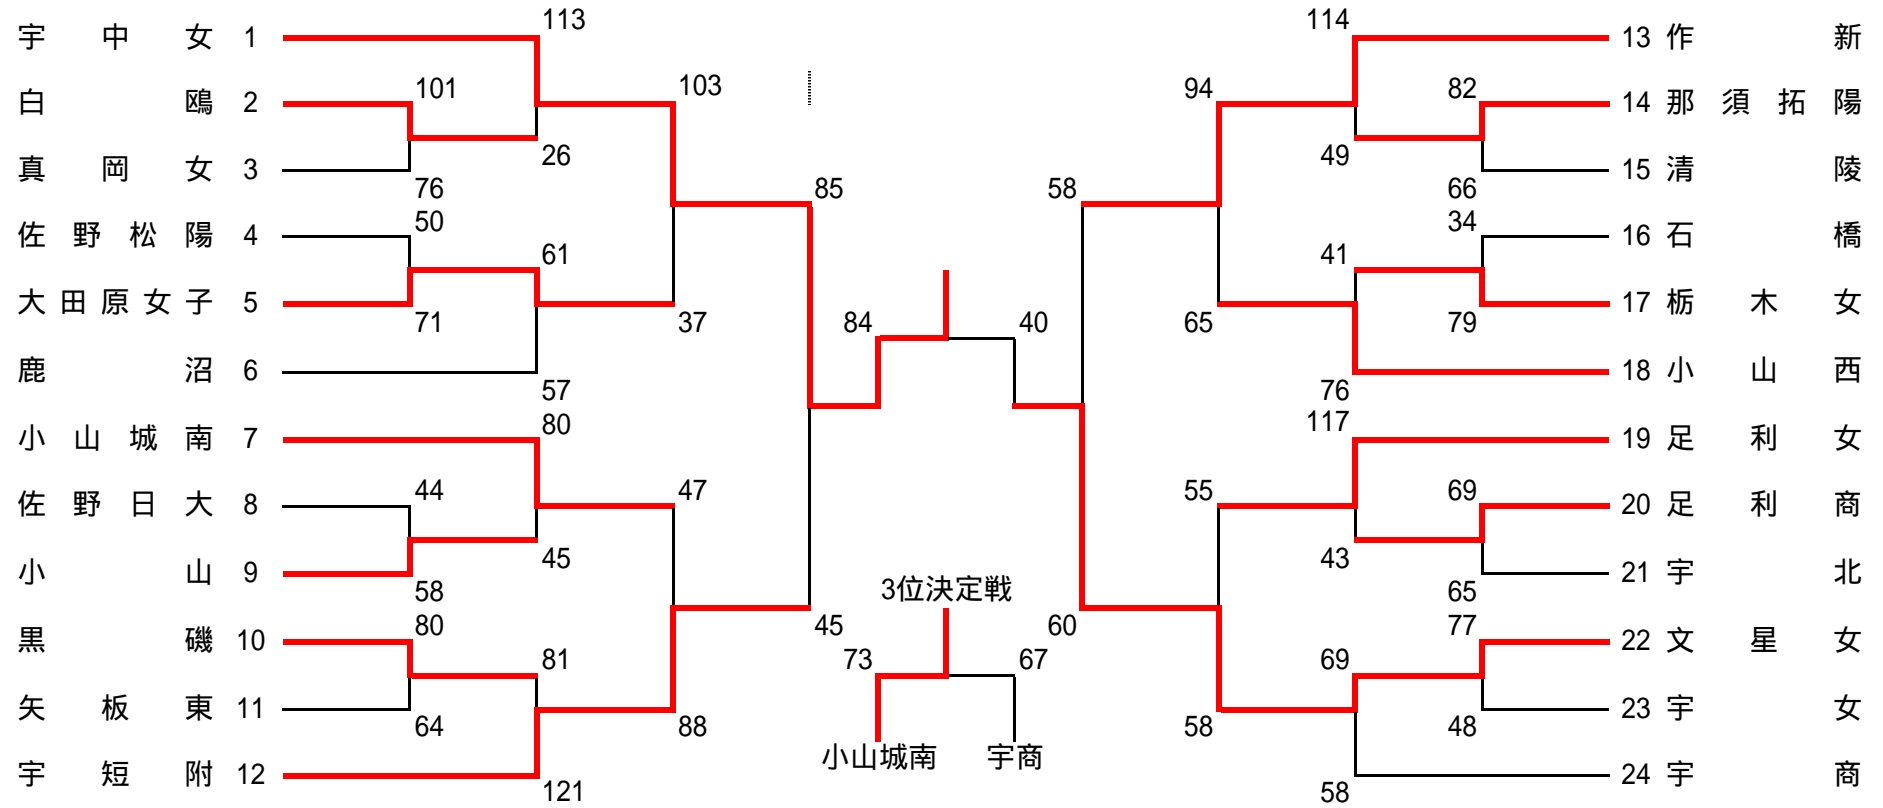 113
114
宇中女 1
13 作新
101
103
94
82
白鴎 2
14 那須拓陽
26
49
真岡女 3
15 清陵
76
85
58
66
50
34
佐野松陽 4
16 石橋
61
41
大田原女子 5
17 栃木女
71
37
84
40
65
79
鹿沼 6
18 小山西
57
76
80
117
小山城南 7
19 足利女
44
47
55
69
佐野日大 8
20 足利商
45
43
小山 9
3位決定戦
21 宇北
58
65
80
45
60
77
黒磯 10
22 文星女
81
73
67
69
矢板東 11
23 宇女
64
88
58
48
小山城南
宇商
宇短附 12
24 宇商
121
58